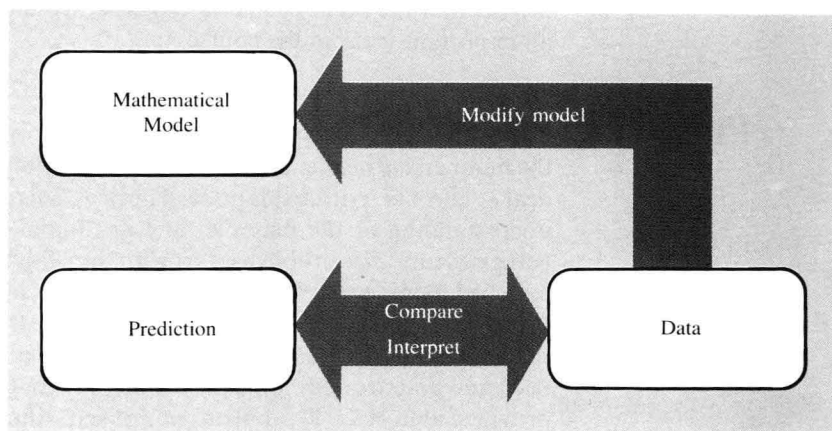 Mathematical
Model
Modify model
Prediction
Compare
Interpret
Data